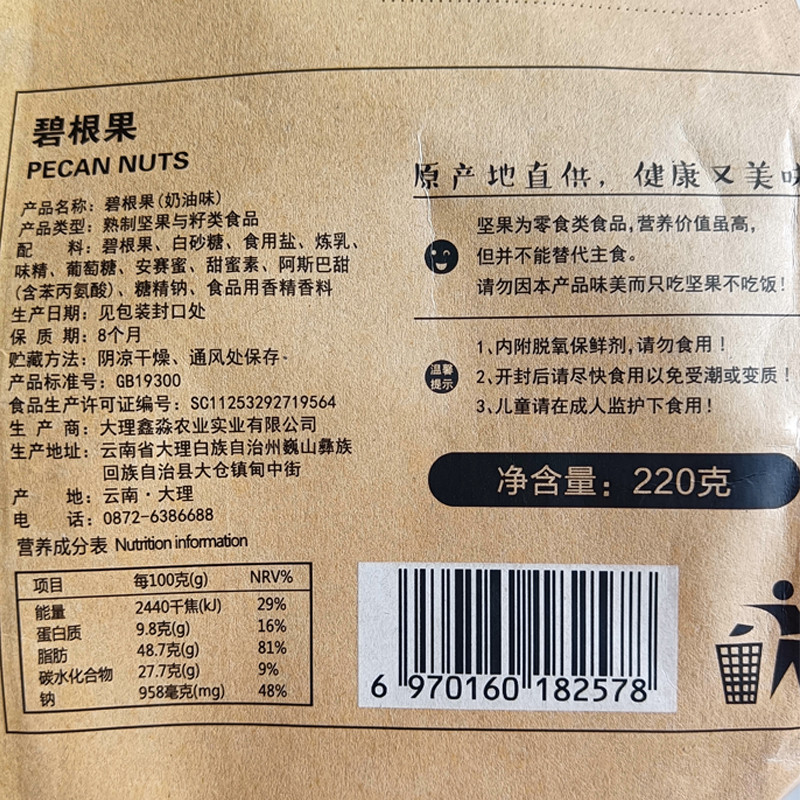 碧根果
PECAN NUTS
产品名称：碧根果(奶油味)
产品类型：熟制坚果与籽类食品
配 料：碧根果、白砂糖、食用盐、炼乳、
味精、葡萄糖、安赛蜜、甜蜜素、阿斯巴甜
(含苯丙氨酸)、糖精钠、食品用香精香料
生产日期：见包装封口处
保 质 期：8个月
贮藏方法：阴凉干燥、通风处保存
产品标准号：GB19300
食品生产许可证编号：SC11253292719564
生 产 商：大理鑫淼农业实业有限公司
生产地址：云南省大理白族自治州巍山彝族
回族自治县大仓镇甸中街
产 地：云南·大理
电 话：0872-6386688
营养成分表 Nutrition information
项目 每100克(g) NRV%
能量 2440千焦(kJ) 29%
蛋白质 9.8克(g) 16%
脂肪 48.7克(g) 81%
碳水化合物 27.7克(g) 9%
钠 958毫克(mg) 48%
原产地直供，健康又美味
坚果为零食类食品,营养价值虽高,
但并不能替代主食。
请勿因本产品味美而只吃坚果不吃饭！
温馨
提示
1、内附脱氧保鲜剂,请勿食用！
2、开封后请尽快食用以免受潮或变质！
3、儿童请在成人监护下食用！
净含量：220克
6 970160 182578